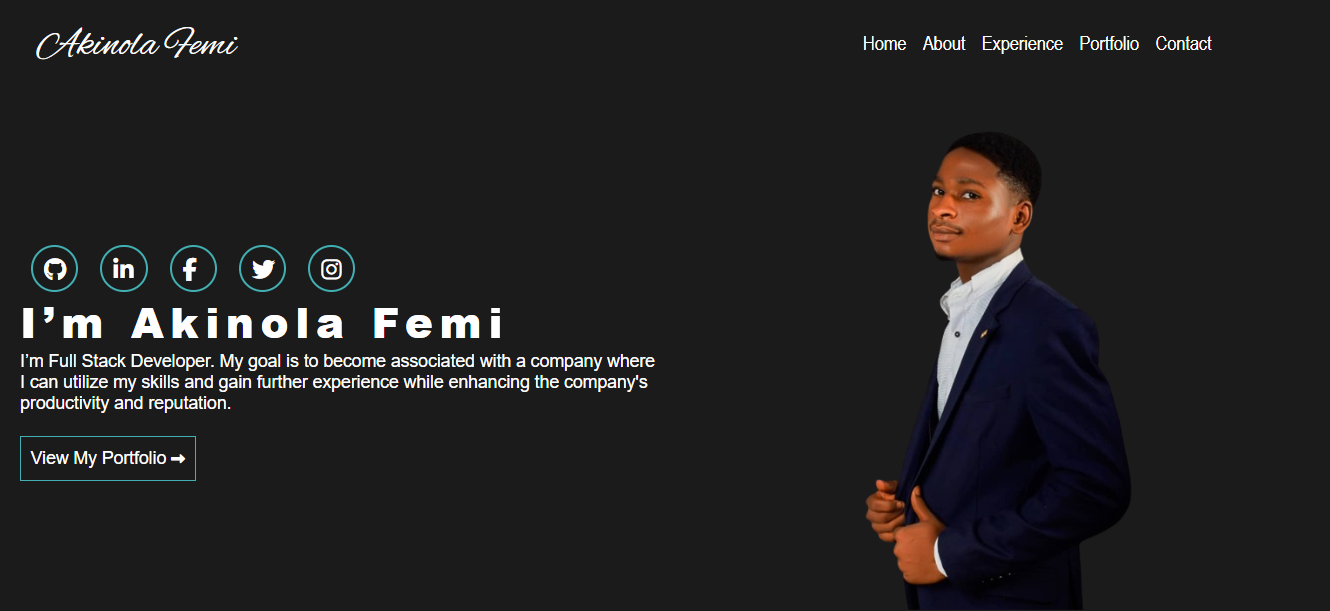 Akinola Femi
Home About Experience Portfolio Contact
I’m Akinola Femi
I’m Full Stack Developer. My goal is to become associated with a company where
I can utilize my skills and gain further experience while enhancing the company's
productivity and reputation.
View My Portfolio